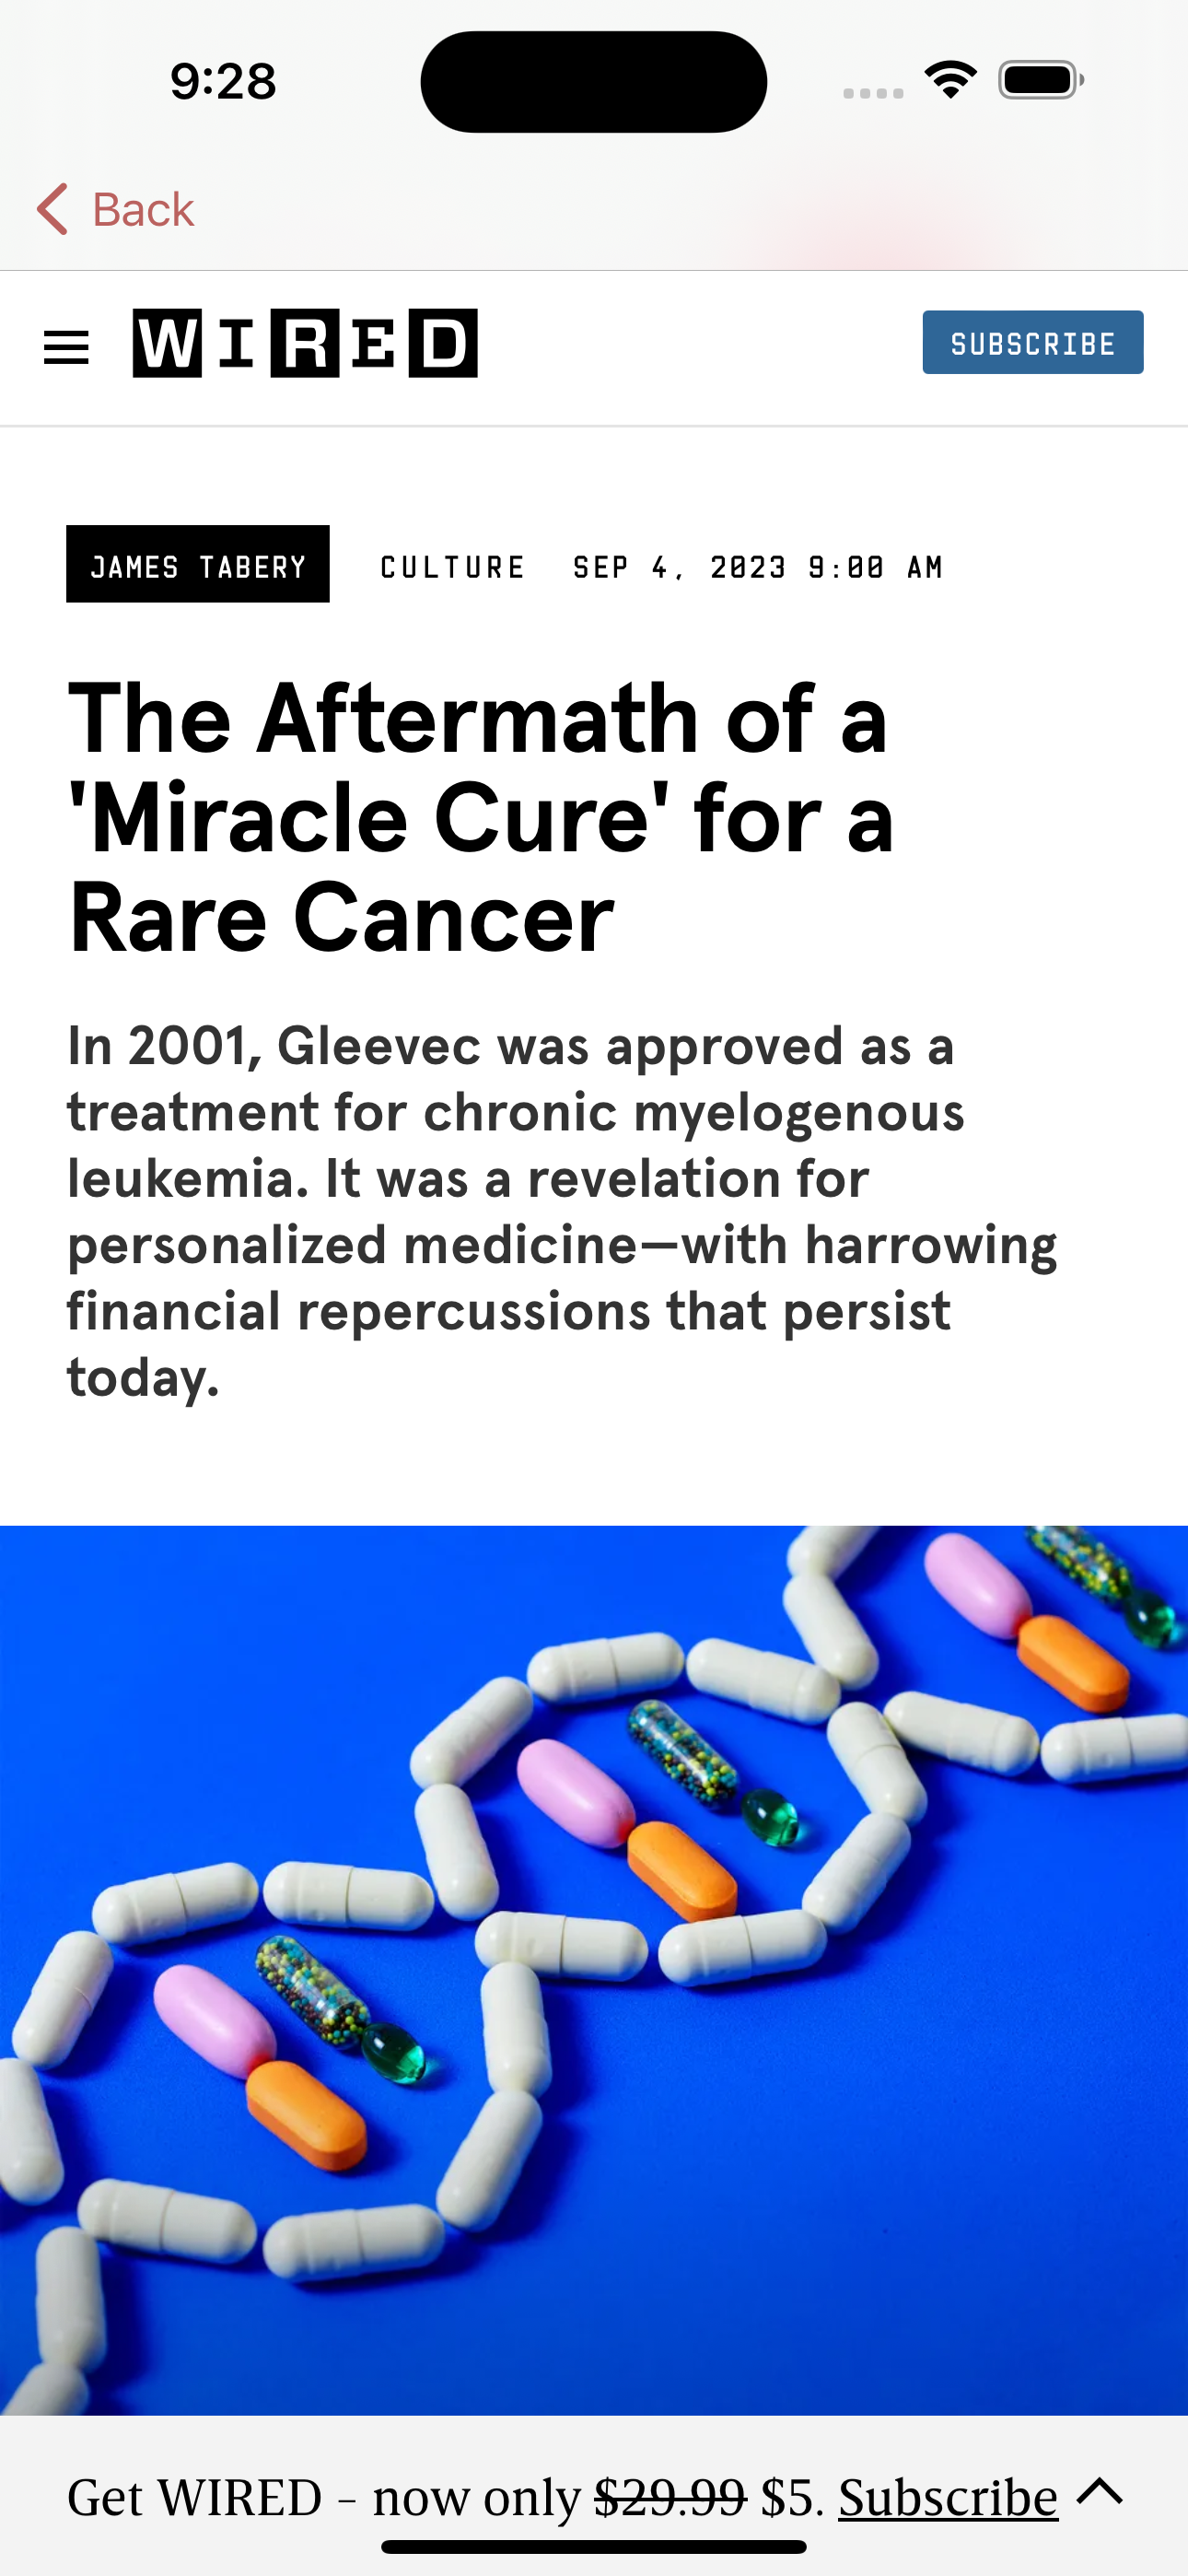 9:28
Back
WIRED
SUBSCRIBE
JAMES TABERY
CULTURE
SEP 4, 2023 9:00 AM
The Aftermath of a
'Miracle Cure' for a
Rare Cancer
In 2001, Gleevec was approved as a
treatment for chronic myelogenous
leukemia. It was a revelation for
personalized medicine—with harrowing
financial repercussions that persist
today.
Get WIRED – now only $29.99 $5. Subscribe